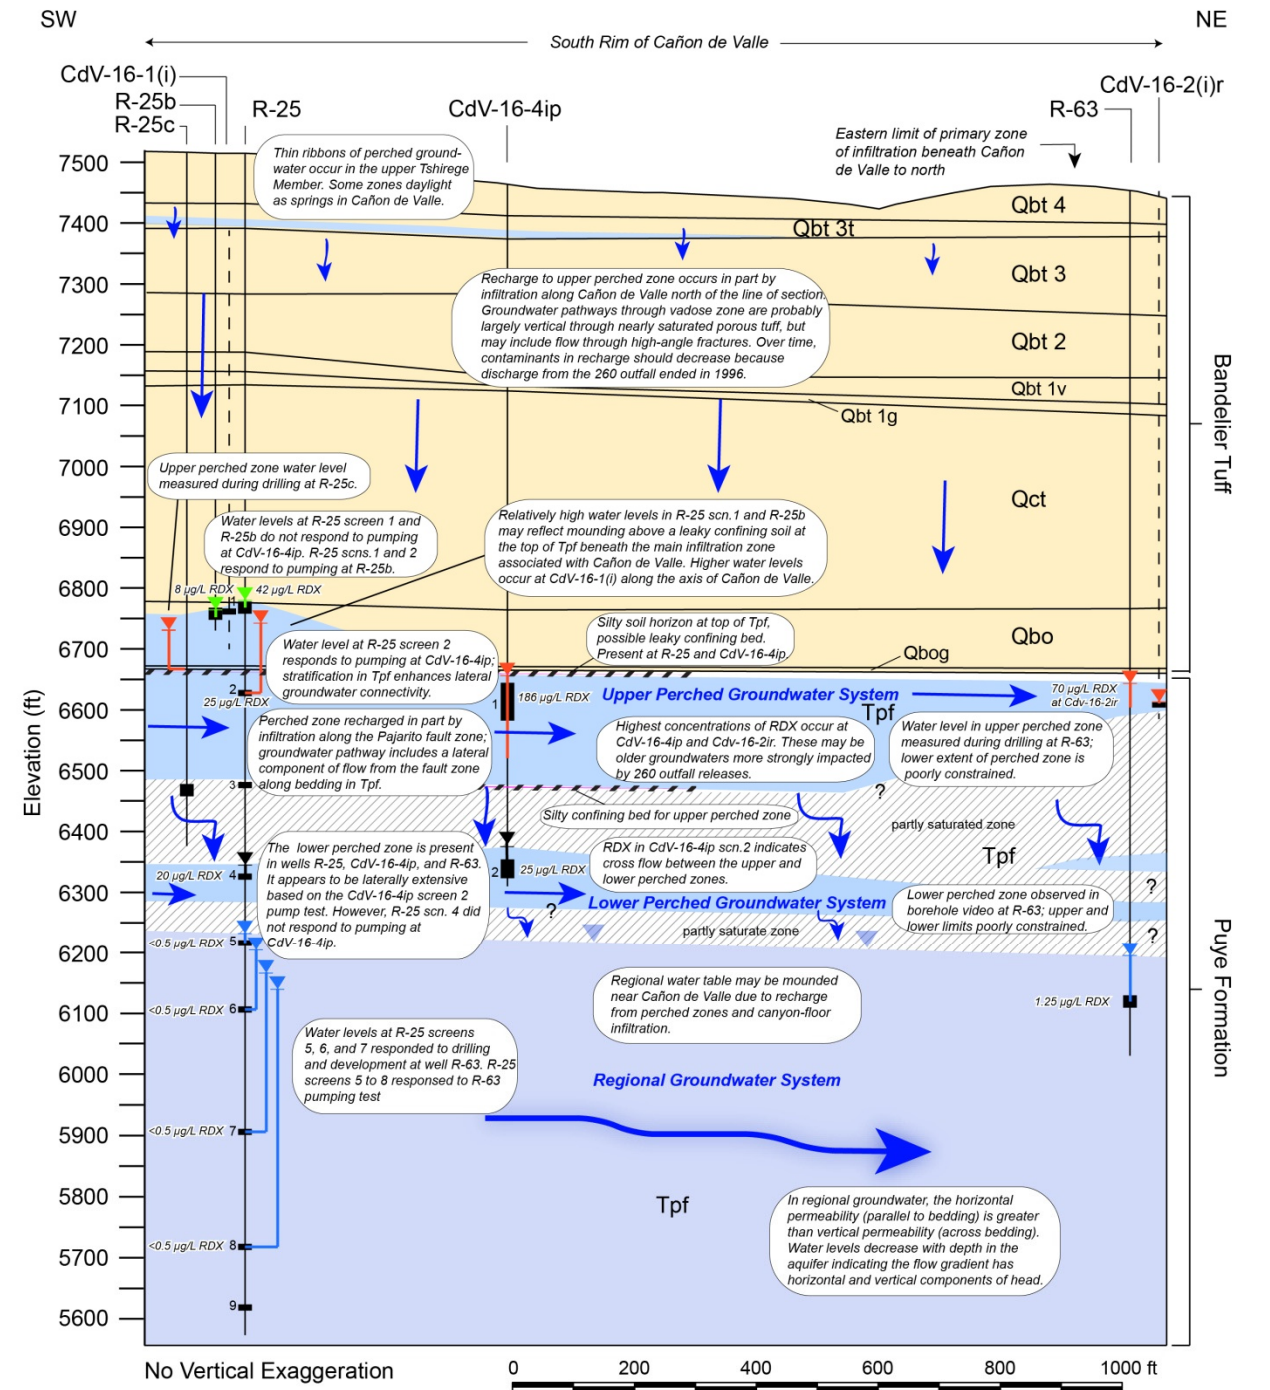 SW
NE
South Rim of Cañon de Valle
CdV-16-1(i)
R-25b
R-25c
R-25
CdV-16-4ip
CdV-16-2(i)r
R-63
Eastern limit of primary zone
of infiltration beneath Cañon
de Valle to north
Thin ribbons of perched ground-
water occur in the upper Tshirege
Member. Some zones daylight
as springs in Cañon de Valle.
7500
7400
7300
7200
7100
7000
6900
6800
6700
6600
6500
6400
6300
6200
6100
6000
5900
5800
5700
5600
Elevation (ft)
Qbt 4
Qbt 3t
Qbt 3
Qbt 2
Qbt 1v
Qbt 1g
Qct
Qbo
Qbog
Bandelier Tuff
Puye Formation
Recharge to upper perched zone occurs in part by
infiltration along Cañon de Valle north of the line of section.
Groundwater pathways through vadose zone are probably
largely vertical through nearly saturated porous tuff, but
may include flow through high-angle fractures. Over time,
contaminants in recharge should decrease because
discharge from the 260 outfall ended in 1996.
Upper perched zone water level
measured during drilling at R-25c.
Water levels at R-25 screen 1 and
R-25b do not respond to pumping
at CdV-16-4ip. R-25 scns.1 and 2
respond to pumping at R-25b.
Relatively high water levels in R-25 scn.1 and R-25b
may reflect mounding above a leaky confining soil at
the top of Tpf beneath the main infiltration zone
associated with Cañon de Valle. Higher water levels
occur at CdV-16-1(i) along the axis of Cañon de Valle.
8 µg/L RDX
42 µg/L RDX
1
Silty soil horizon at top of Tpf,
possible leaky confining bed.
Present at R-25 and CdV-16-4ip.
Water level at R-25 screen 2
responds to pumping at CdV-16-4ip;
stratification in Tpf enhances lateral
groundwater connectivity.
2
25 µg/L RDX
1
186 µg/L RDX
Upper Perched Groundwater System
Tpf
70 µg/L RDX
at Cdv-16-2ir
Perched zone recharged in part by
infiltration along the Pajarito fault zone;
groundwater pathway includes a lateral
component of flow from the fault zone
along bedding in Tpf.
Highest concentrations of RDX occur at
CdV-16-4ip and Cdv-16-2ir. These may be
older groundwaters more strongly impacted
by 260 outfall releases.
Water level in upper perched zone
measured during drilling at R-63;
lower extent of perched zone is
poorly constrained.
3
?
Silty confining bed for upper perched zone
partly saturated zone
Tpf
The lower perched zone is present
in wells R-25, CdV-16-4ip, and R-63.
It appears to be laterally extensive
based on the CdV-16-4ip screen 2
pump test. However, R-25 scn. 4 did
not respond to pumping at
CdV-16-4ip.
RDX in CdV-16-4ip scn.2 indicates
cross flow between the upper and
lower perched zones.
20 µg/L RDX
4
2
25 µg/L RDX
Lower Perched Groundwater System
Lower perched zone observed in
borehole video at R-63; upper and
lower limits poorly constrained.
?
?
?
partly saturate zone
<0.5 µg/L RDX
5
<0.5 µg/L RDX
6
Regional water table may be mounded
near Cañon de Valle due to recharge
from perched zones and canyon-floor
infiltration.
1.25 µg/L RDX
Water levels at R-25 screens
5, 6, and 7 responded to drilling
and development at well R-63. R-25
screens 5 to 8 responsed to R-63
pumping test
Regional Groundwater System
<0.5 µg/L RDX
7
Tpf
In regional groundwater, the horizontal
permeability (parallel to bedding) is greater
than vertical permeability (across bedding).
Water levels decrease with depth in the
aquifer indicating the flow gradient has
horizontal and vertical components of head.
<0.5 µg/L RDX
8
9
No Vertical Exaggeration
0
200
400
600
800
1000 ft